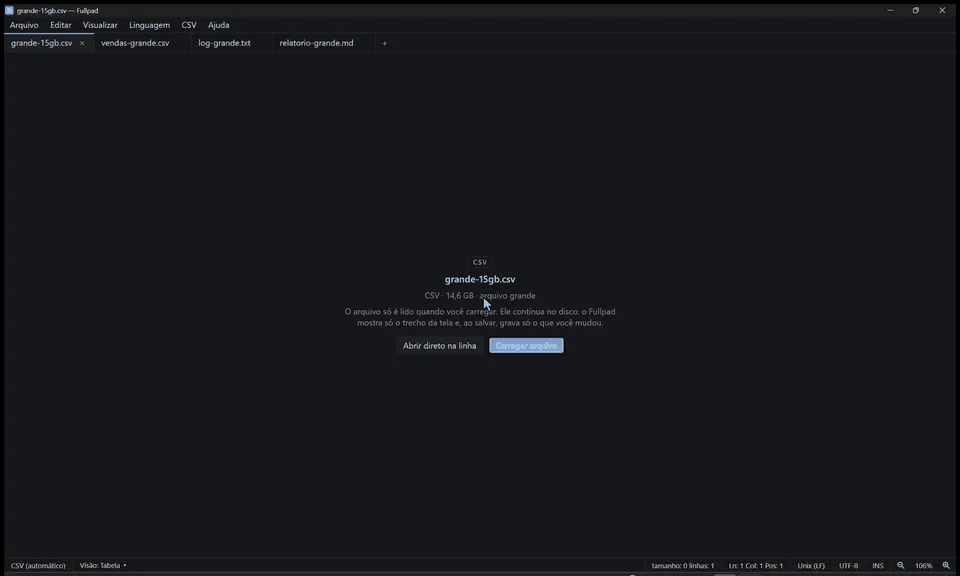 grande-15gb.csv — Fullpad
Arquivo Editar Visualizar Linguagem CSV Ajuda
grande-15gb.csv × vendas-grande.csv log-grande.txt relatorio-grande.md +
CSV
grande-15gb.csv
CSV · 14,6 GB · arquivo grande
O arquivo só é lido quando você carregar. Ele continua no disco: o Fullpad
mostra só o trecho da tela e, ao salvar, grava só o que você mudou.
Abrir direto na linha Carregar arquivo
CSV (automático) Visão: Tabela tamanho: 0 linhas: 1 Ln: 1 Col: 1 Pos: 1 Unix (LF) UTF-8 INS 106%